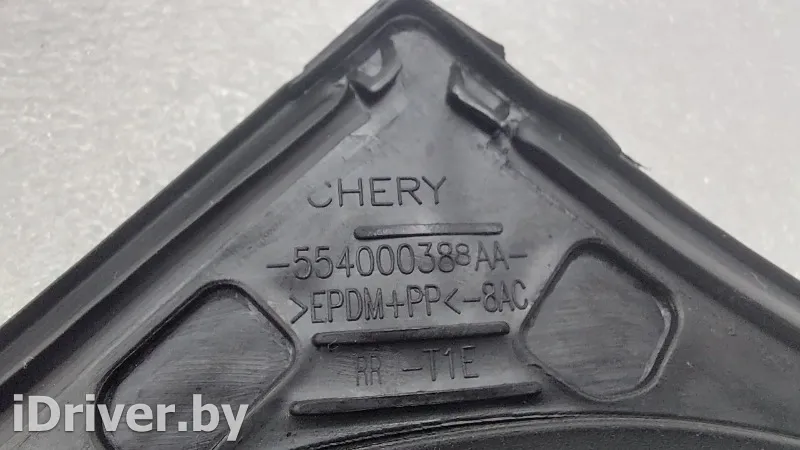 CHERY
-554000388AA-
>EPDM+PP<-8AC
RR -T1E
iDriver.by